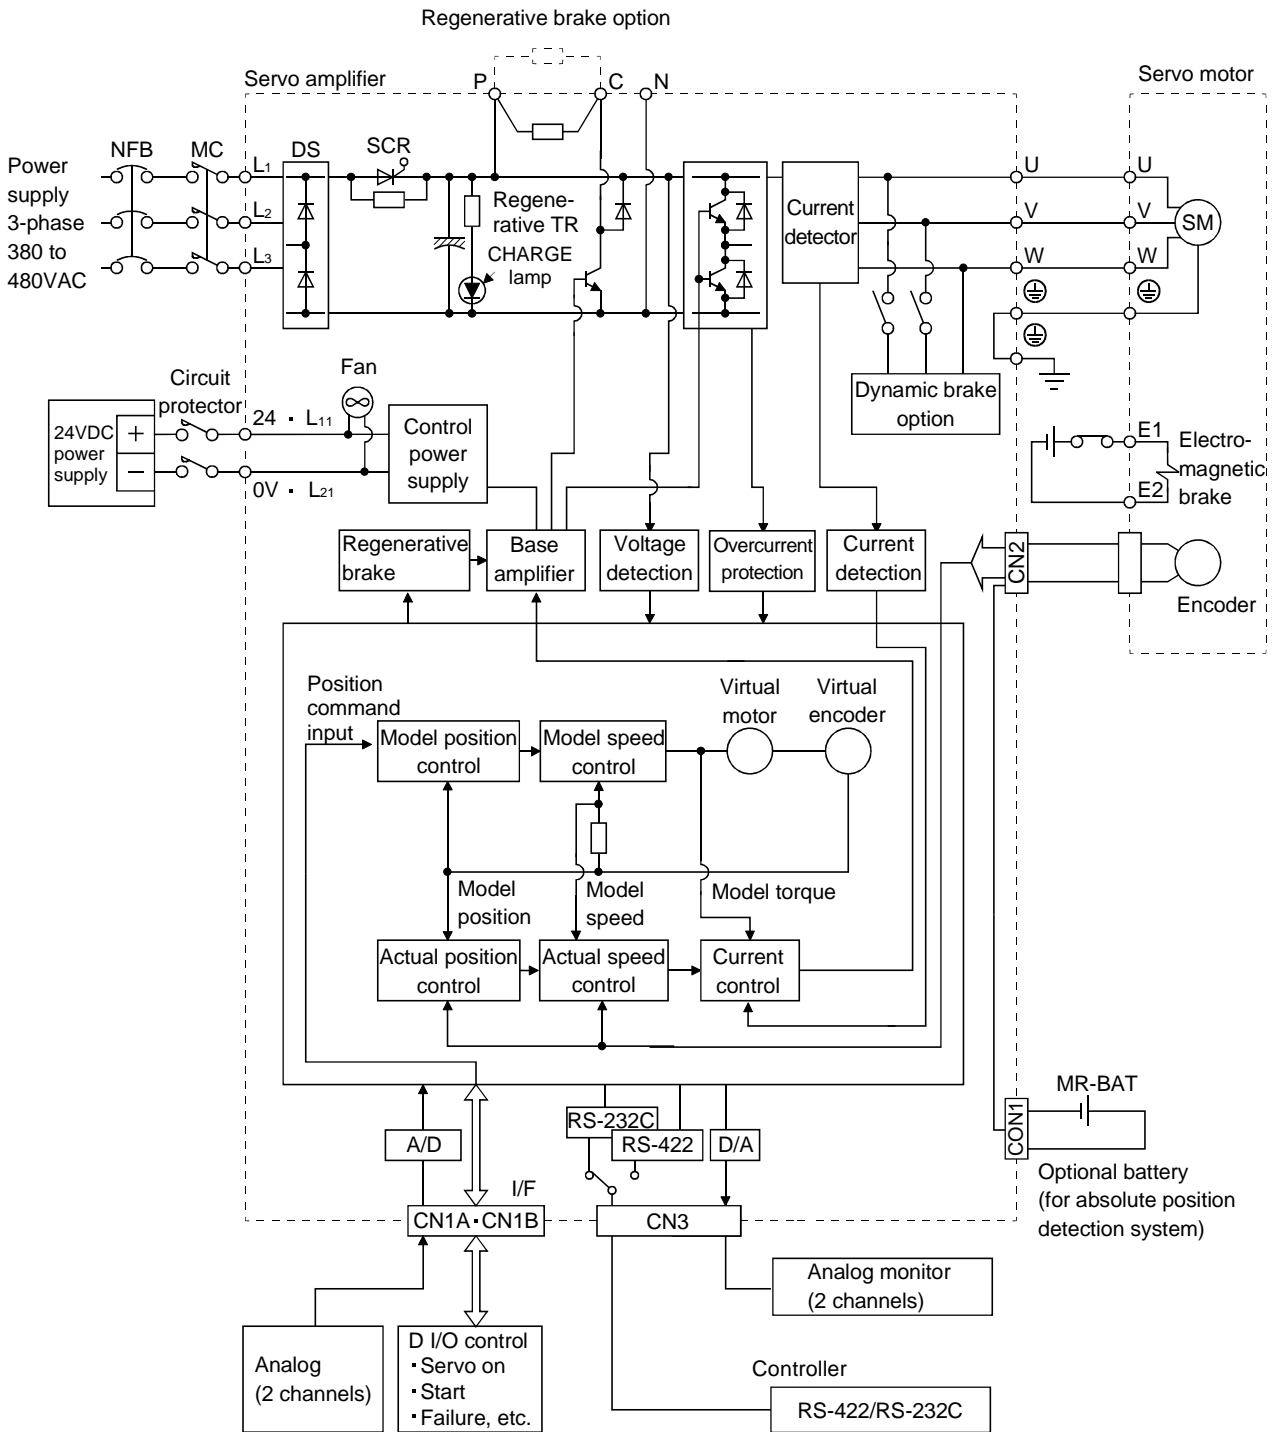 Regenerative brake option
Servo amplifier
P
C
N
Servo motor
NFB
MC
DS
SCR
Power
supply
3-phase
380 to
480VAC
L1
L2
L3
Regene-
rative TR
CHARGE
lamp
Current
detector
U
V
W
U
V
W
SM
Dynamic brake
option
Circuit
protector
Fan
24VDC
power
supply
+
−
24 · L11
0V · L21
Control
power
supply
E1
E2
Electro-
magnetic
brake
Regenerative
brake
Base
amplifier
Voltage
detection
Overcurrent
protection
Current
detection
CN2
Encoder
Position
command
input
Virtual
motor
Virtual
encoder
Model position
control
Model speed
control
Model
position
Model
speed
Model torque
Actual position
control
Actual speed
control
Current
control
A/D
RS-232C
RS-422
D/A
I/F
CN1A · CN1B
CN3
MR-BAT
CON1
Optional battery
(for absolute position
detection system)
Analog monitor
(2 channels)
Analog
(2 channels)
D I/O control
· Servo on
· Start
· Failure, etc.
Controller
RS-422/RS-232C